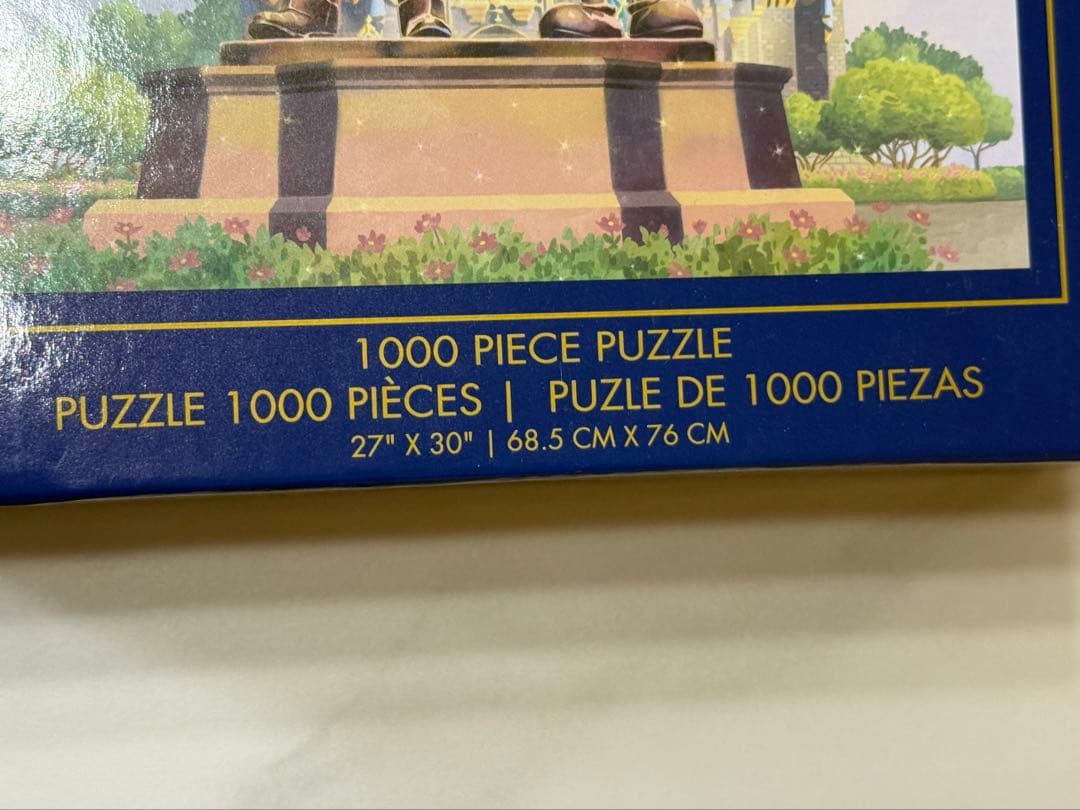 1000 PIECE PUZZLE
PUZZLE 1000 PIÈCES | PUZLE DE 1000 PIEZAS
27" X 30" | 68.5 CM X 76 CM